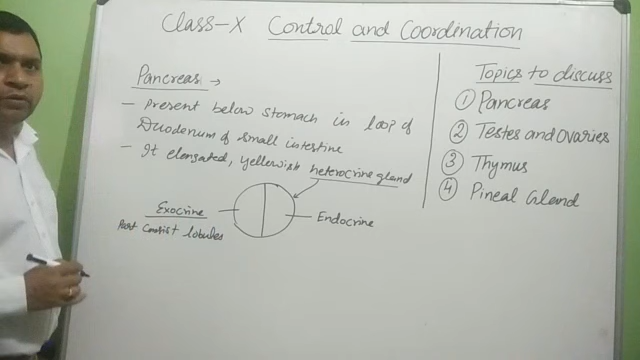 Class-X Control and Coordination
Pancreas →
- Present below stomach in loop of
Duodenum of small intestine
- It elongated, yellowish heterocrine gland
Exocrine
Part Consist lobules
Endocrine
Topics to discuss
① Pancreas
② Testes and ovaries
③ Thymus
④ Pineal Gland